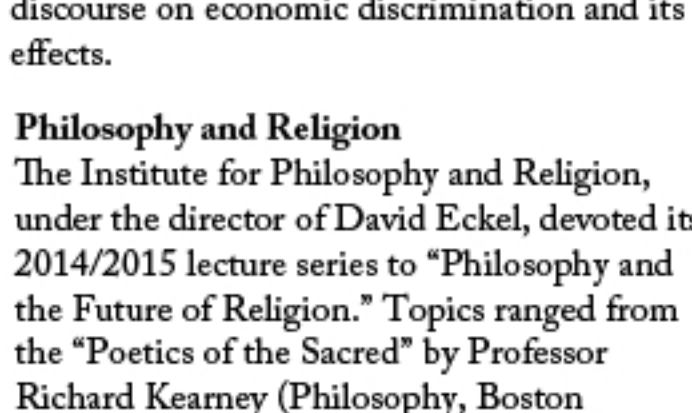 discourse on economic discrimination and its
effects.
Philosophy and Religion
The Institute for Philosophy and Religion,
under the director of David Eckel, devoted its
2014/2015 lecture series to “Philosophy and
the Future of Religion.” Topics ranged from
the “Poetics of the Sacred” by Professor
Richard Kearney (Philosophy, Boston